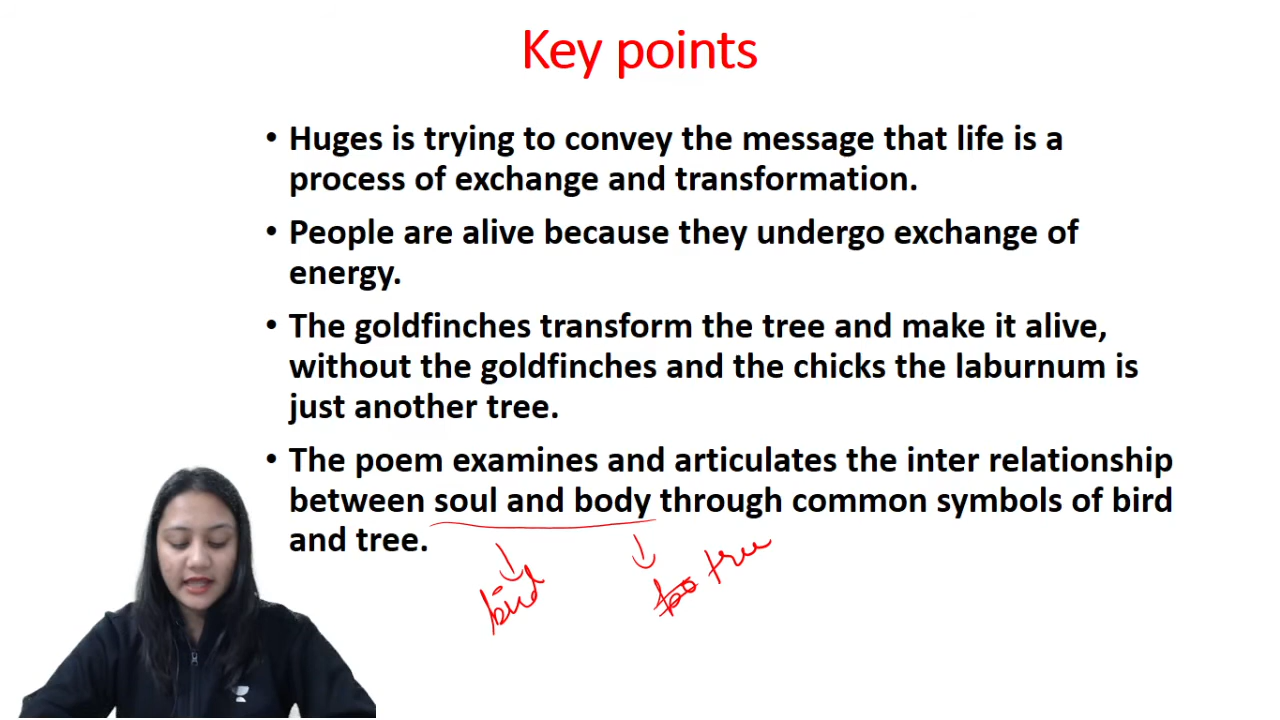 Key points
• Huges is trying to convey the message that life is a
process of exchange and transformation.
• People are alive because they undergo exchange of
energy.
• The goldfinches transform the tree and make it alive,
without the goldfinches and the chicks the laburnum is
just another tree.
• The poem examines and articulates the inter relationship
between soul and body through common symbols of bird
and tree.
bird tree